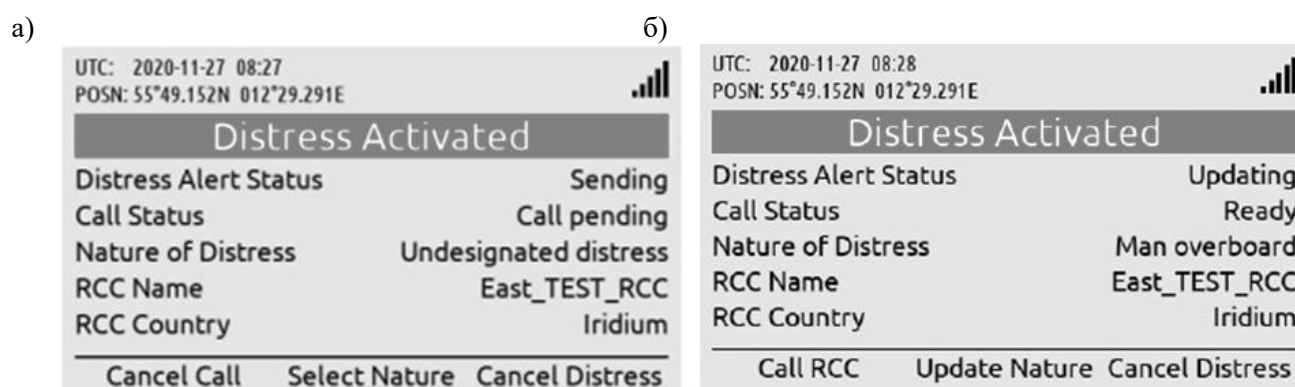 а)
UTC: 2020-11-27 08:27
POSN: 55°49.152N 012°29.291E
Distress Activated
Distress Alert Status Sending
Call Status Call pending
Nature of Distress Undesignated distress
RCC Name East_TEST_RCC
RCC Country Iridium
Cancel Call Select Nature Cancel Distress
б)
UTC: 2020-11-27 08:28
POSN: 55°49.152N 012°29.291E
Distress Activated
Distress Alert Status Updating
Call Status Ready
Nature of Distress Man overboard
RCC Name East_TEST_RCC
RCC Country Iridium
Call RCC Update Nature Cancel Distress